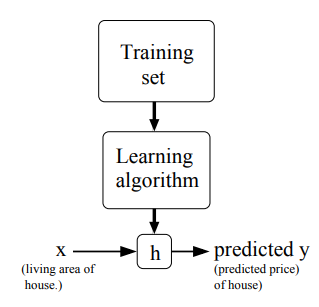 Training
set
Learning
algorithm
x
h
predicted y
(living area of
house.)
(predicted price)
of house)